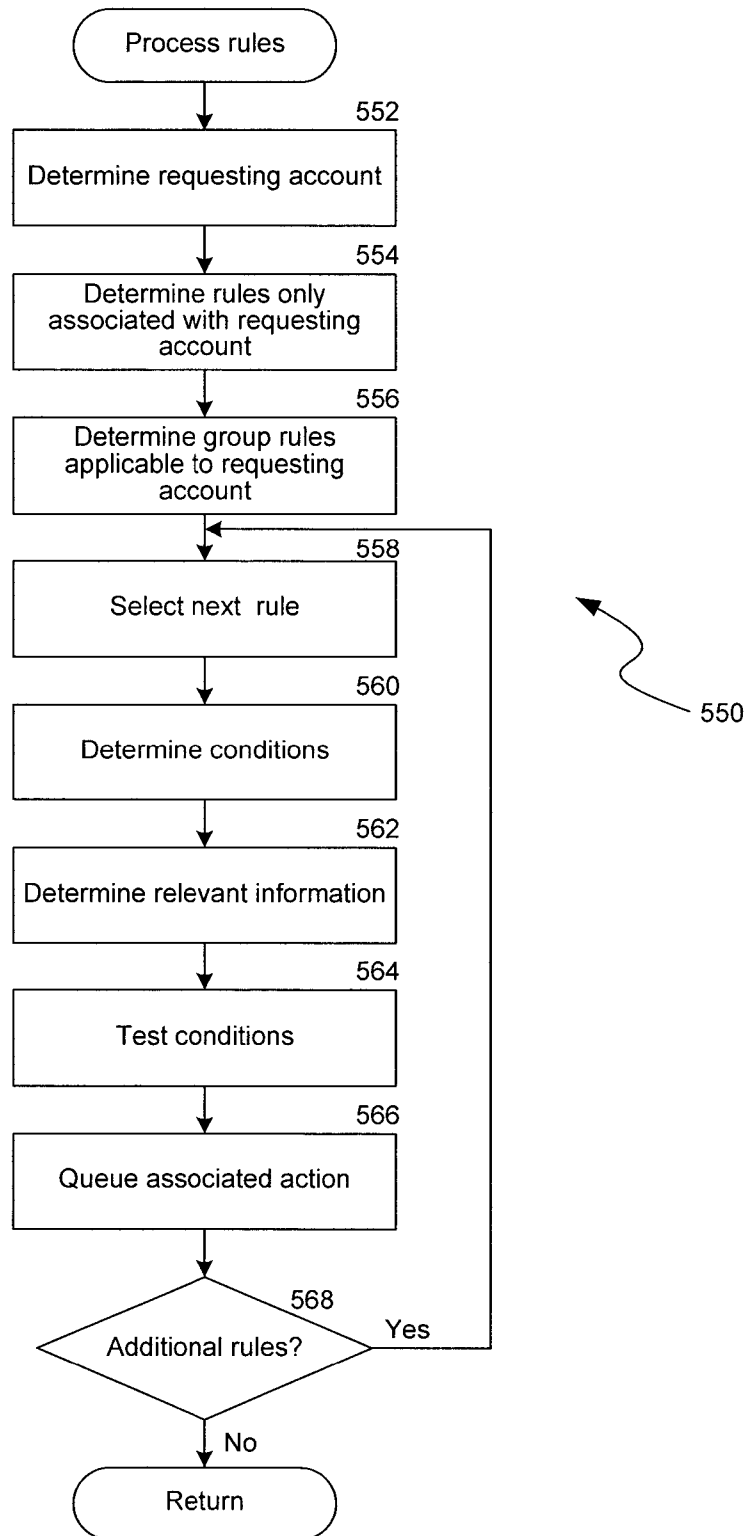 Process rules
552
Determine requesting account
554
Determine rules only
associated with requesting
account
556
Determine group rules
applicable to requesting
account
558
Select next rule
560
Determine conditions
550
562
Determine relevant information
564
Test conditions
566
Queue associated action
568
Additional rules?
Yes
No
Return